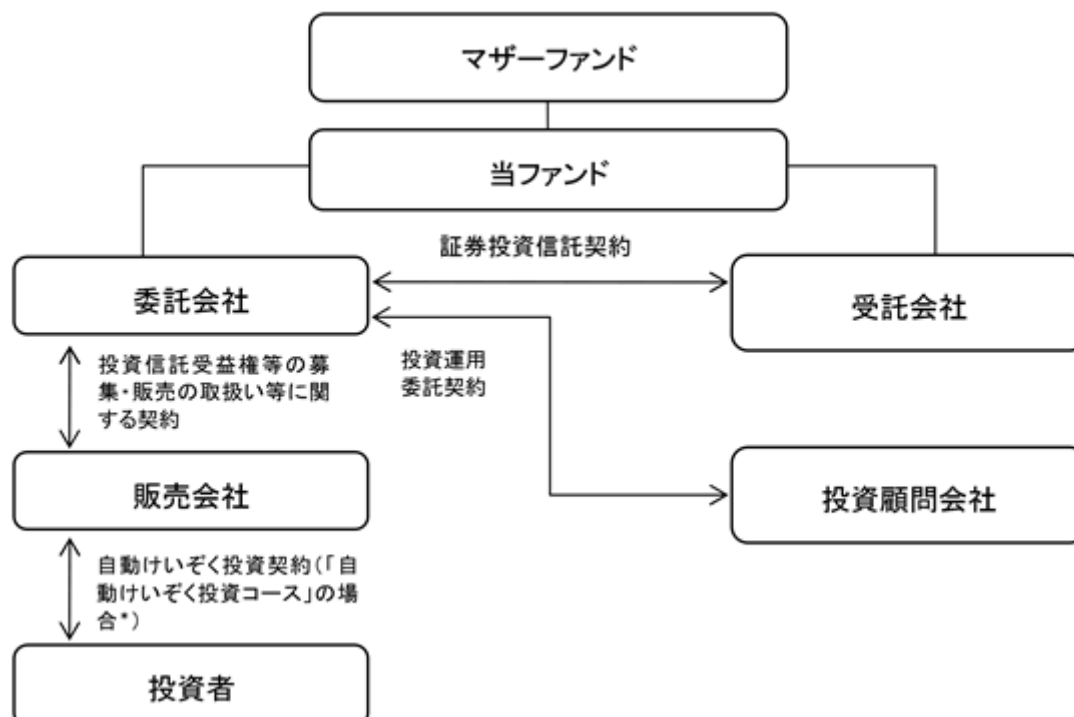 マザーファンド
当ファンド
証券投資信託契約
委託会社
受託会社
投資信託受益権等の募
集・販売の取扱い等に関
する契約
投資運用
委託契約
販売会社
投資顧問会社
自動けいぞく投資契約(「自
動けいぞく投資コース」の場
合*)
投資者